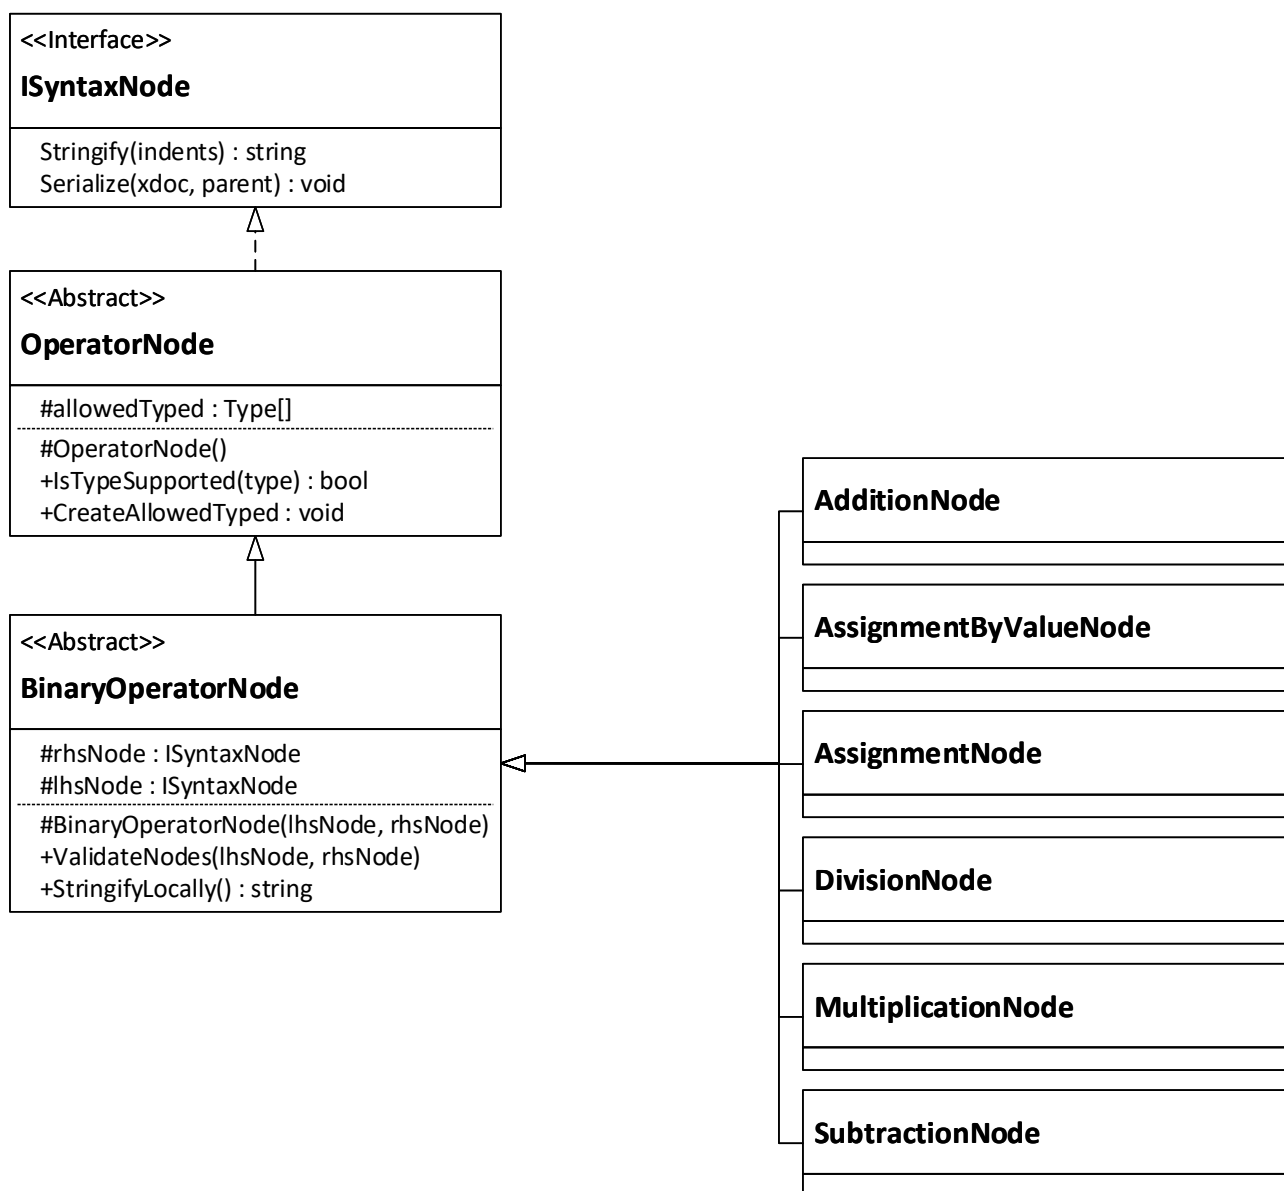 <<Interface>>
ISyntaxNode
Stringify(indents) : string
Serialize(xdoc, parent) : void
<<Abstract>>
OperatorNode
#allowedTyped : Type[]
#OperatorNode()
+IsTypeSupported(type) : bool
+CreateAllowedTyped : void
<<Abstract>>
BinaryOperatorNode
#rhsNode : ISyntaxNode
#lhsNode : ISyntaxNode
#BinaryOperatorNode(lhsNode, rhsNode)
+ValidateNodes(lhsNode, rhsNode)
+StringifyLocally() : string
AdditionNode
AssignmentByValueNode
AssignmentNode
DivisionNode
MultiplicationNode
SubtractionNode